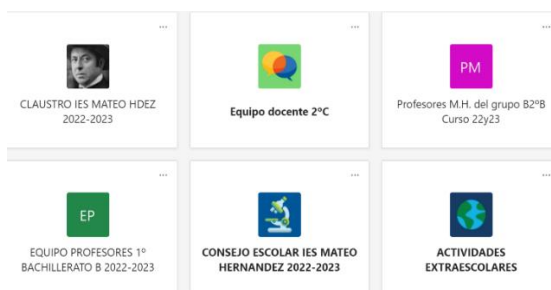 PM
CLAUSTRO IES MATEO HDEZ
2022-2023
Equipo docente 2ºC
Profesores M.H. del grupo B2ºB
Curso 22y23
EP
EQUIPO PROFESORES 1º
BACHILLERATO B 2022-2023
CONSEJO ESCOLAR IES MATEO
HERNANDEZ 2022-2023
ACTIVIDADES
EXTRAESCOLARES